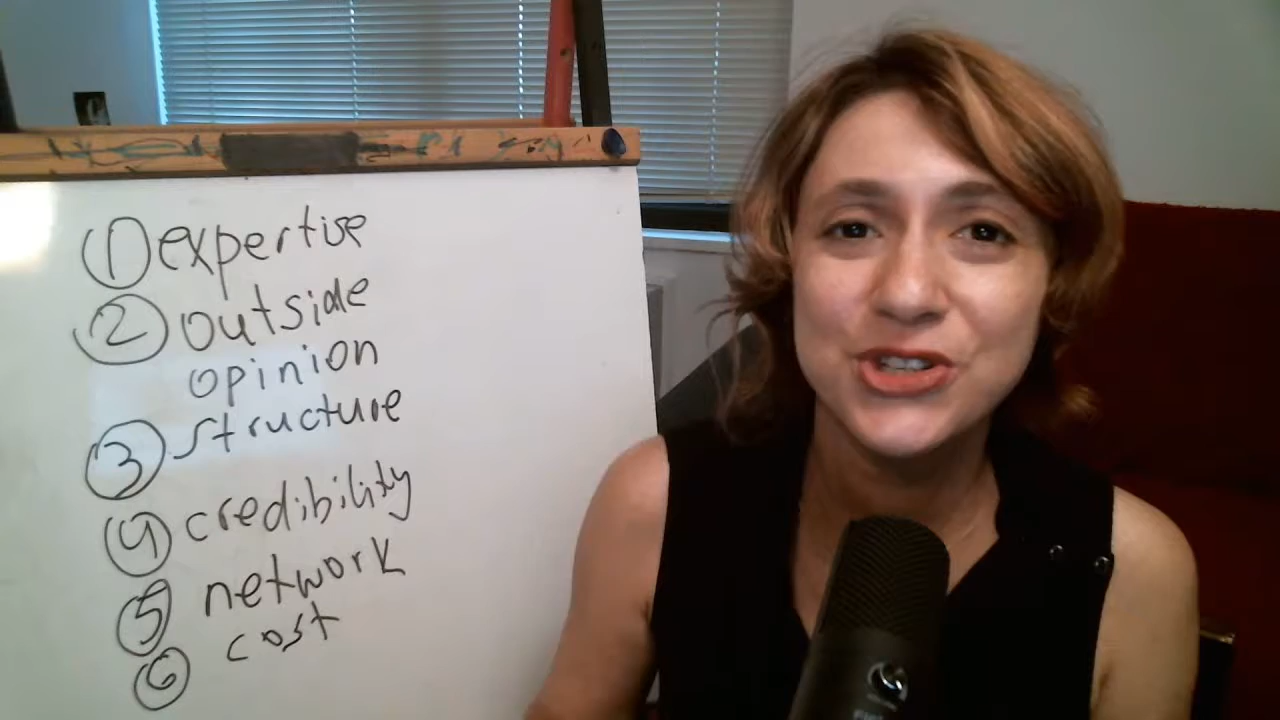 1 expertise
2 outside
opinion
3 structure
4 credibility
5 network
6 cost